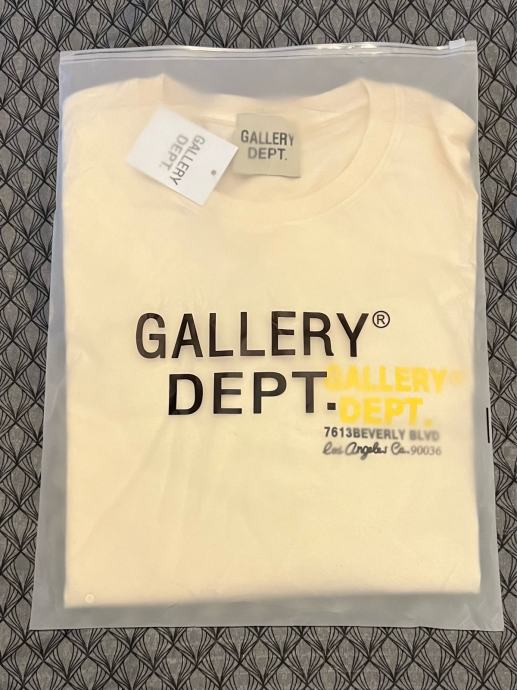 GALLERY
DEPT.
GALLERY
DEPT.
GALLERY®
DEPT.
GALLERY®
DEPT.
7613BEVERLY BLVD
Los Angeles Ca. 90036